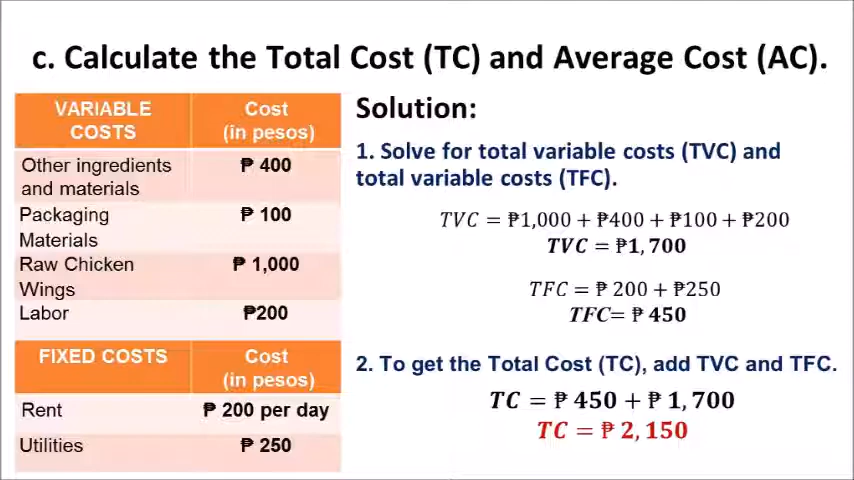 c. Calculate the Total Cost (TC) and Average Cost (AC).
VARIABLE
COSTS
Cost
(in pesos)
Other ingredients
and materials
₱ 400
Packaging
Materials
₱ 100
Raw Chicken
Wings
₱ 1,000
Labor
₱200
FIXED COSTS
Cost
(in pesos)
Rent
₱ 200 per day
Utilities
₱ 250
Solution:
1. Solve for total variable costs (TVC) and
total variable costs (TFC).
TVC = ₱1,000 + ₱400 + ₱100 + ₱200
TVC = ₱1,700
TFC = ₱ 200 + ₱250
TFC= ₱ 450
2. To get the Total Cost (TC), add TVC and TFC.
TC = ₱ 450 + ₱ 1,700
TC = ₱ 2,150